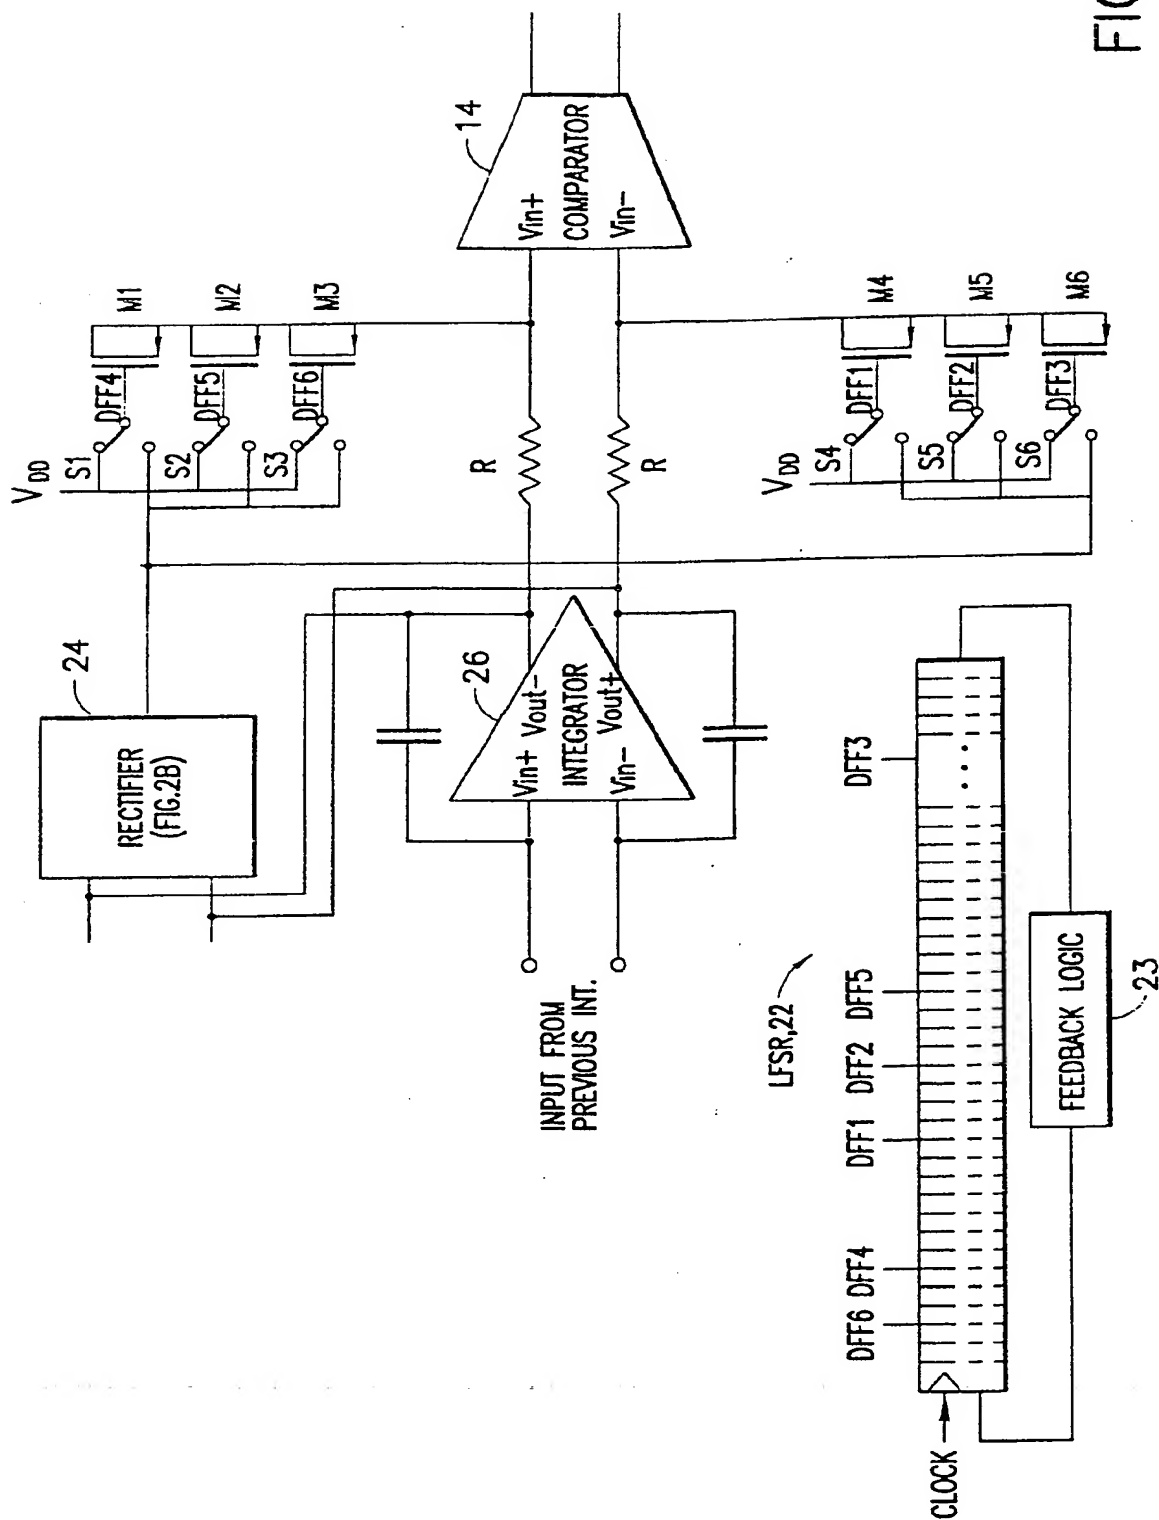 FIG
24
RECTIFIER
(FIG.2B)
VDD
S1
DFF4
M1
S2
DFF5
M2
S3
DFF6
M3
14
Vin+
COMPARATOR
Vin-
R
R
26
Vin+
Vout-
INTEGRATOR
Vin-
Vout+
INPUT FROM
PREVIOUS INT.
VDD
S4
DFF1
M4
S5
DFF2
M5
S6
DFF3
M6
LFSR,22
DFF6
DFF4
DFF1
DFF2
DFF5
DFF3
CLOCK
FEEDBACK LOGIC
23